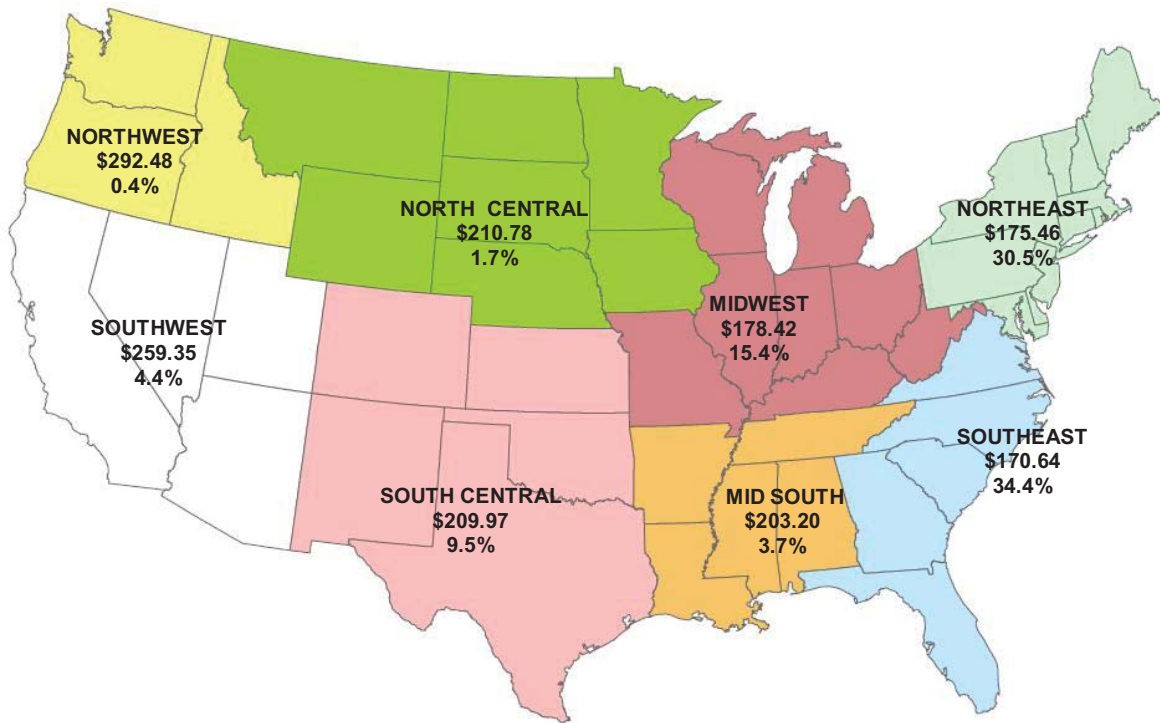 NORTHWEST
$292.48
0.4%
NORTH CENTRAL
$210.78
1.7%
NORTHEAST
$175.46
30.5%
SOUTHWEST
$259.35
4.4%
MIDWEST
$178.42
15.4%
SOUTHEAST
$170.64
34.4%
SOUTH CENTRAL
$209.97
9.5%
MID SOUTH
$203.20
3.7%